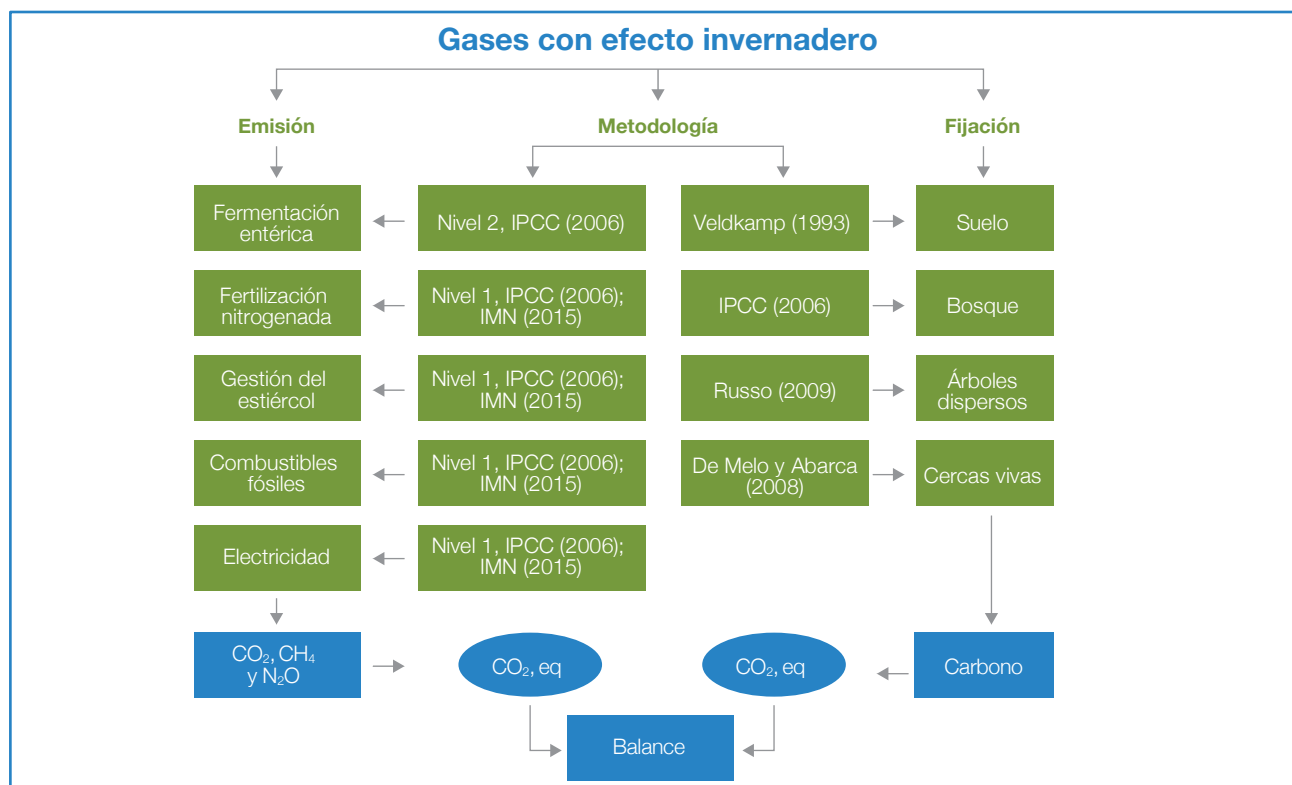 Gases con efecto invernadero
Emisión
Metodología
Fijación
Fermentación
entérica
Nivel 2, IPCC (2006)
Veldkamp (1993)
Suelo
Fertilización
nitrogenada
Nivel 1, IPCC (2006);
IMN (2015)
IPCC (2006)
Bosque
Gestión del
estiércol
Nivel 1, IPCC (2006);
IMN (2015)
Russo (2009)
Árboles
dispersos
Combustibles
fósiles
Nivel 1, IPCC (2006);
IMN (2015)
De Melo y Abarca
(2008)
Cercas vivas
Electricidad
Nivel 1, IPCC (2006);
IMN (2015)
CO₂, CH₄
y N₂O
CO₂, eq
CO₂, eq
Carbono
Balance